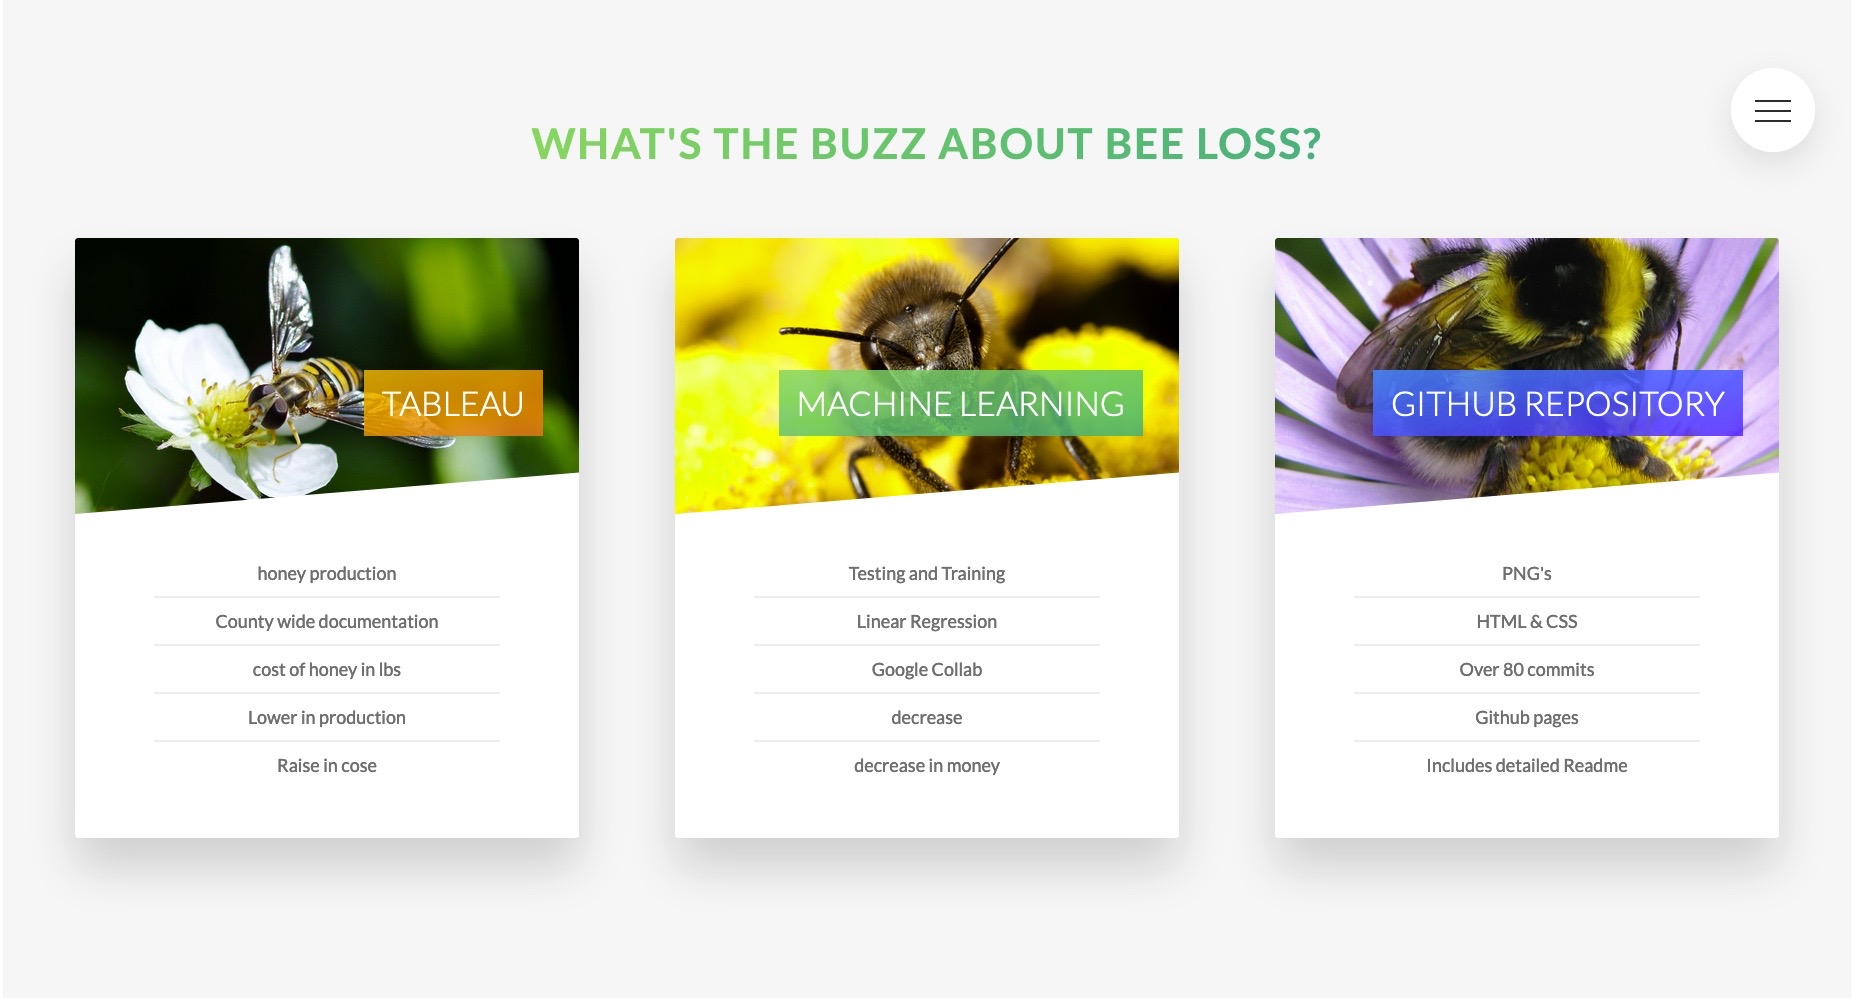 WHAT'S THE BUZZ ABOUT BEE LOSS?
TABLEAU
honey production
County wide documentation
cost of honey in lbs
Lower in production
Raise in cose
MACHINE LEARNING
Testing and Training
Linear Regression
Google Collab
decrease
decrease in money
GITHUB REPOSITORY
PNG's
HTML & CSS
Over 80 commits
Github pages
Includes detailed Readme